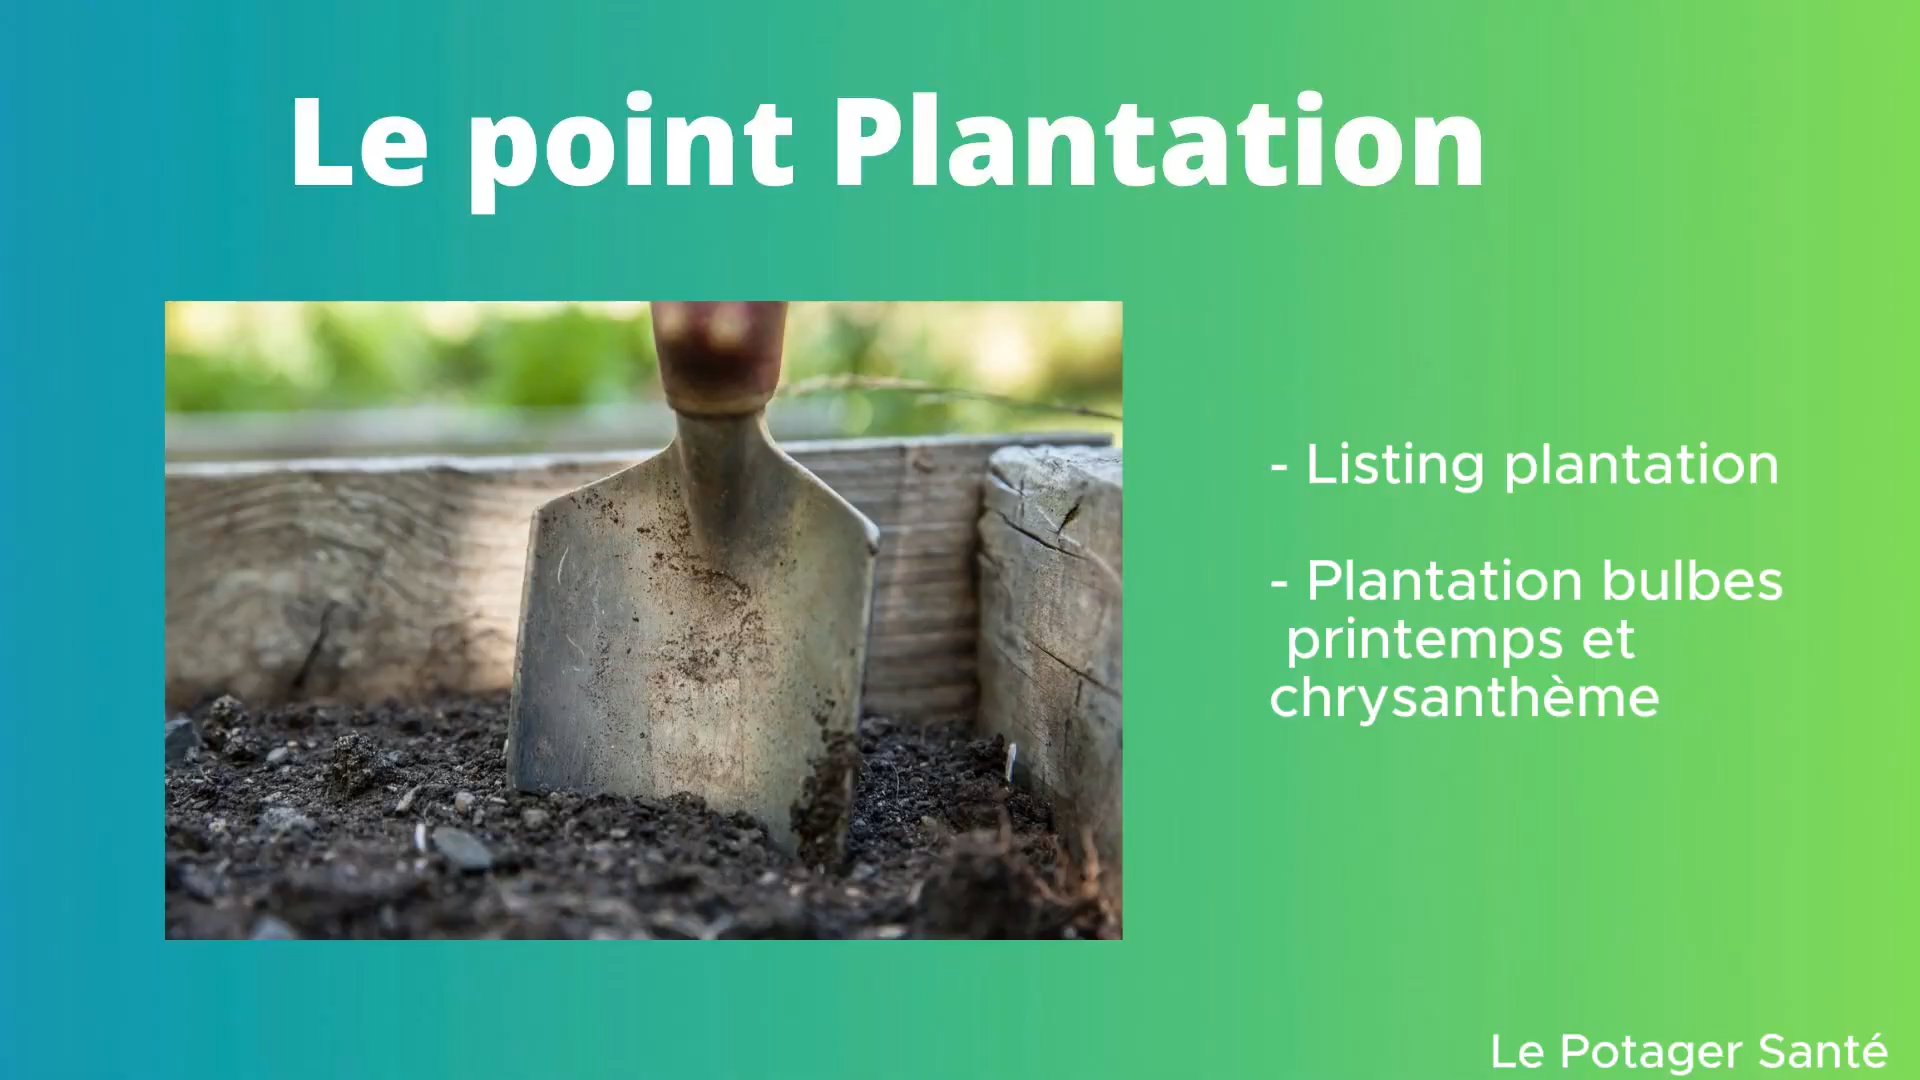 Le point Plantation
- Listing plantation
- Plantation bulbes
printemps et
chrysanthème
Le Potager Santé